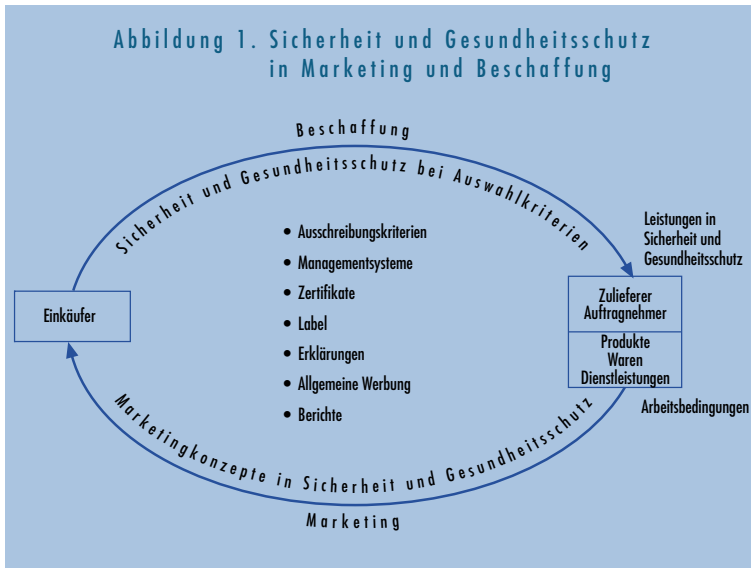 Abbildung 1. Sicherheit und Gesundheitsschutz
in Marketing und Beschaffung
Beschaffung
Sicherheit und Gesundheitsschutz bei Auswahlkriterien
Leistungen in
Sicherheit und
Gesundheitsschutz
• Ausschreibungskriterien
• Managementsysteme
• Zertifikate
• Label
• Erklärungen
• Allgemeine Werbung
• Berichte
Einkäufer
Zulieferer
Auftragnehmer
Produkte
Waren
Dienstleistungen
Arbeitsbedingungen
Marketingkonzepte in Sicherheit und Gesundheitsschutz
Marketing